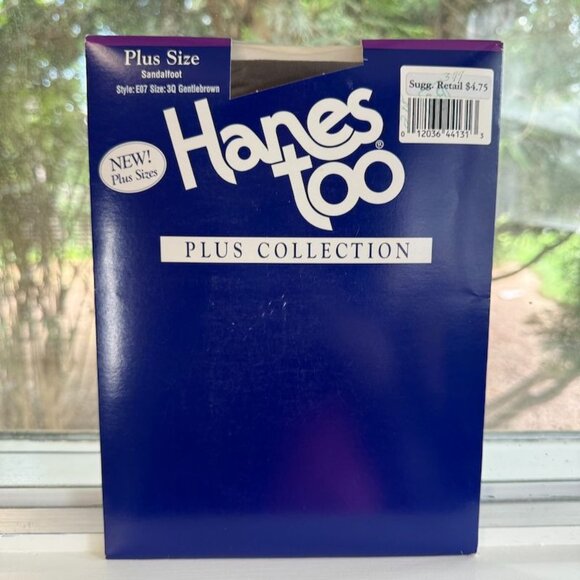 Plus Size
Sandalfoot
Style: E07 Size: 3Q Gentlebrown
Sugg. Retail $4.75
0 12036 44131 3
NEW!
Plus Sizes
Hanes
too®
PLUS COLLECTION